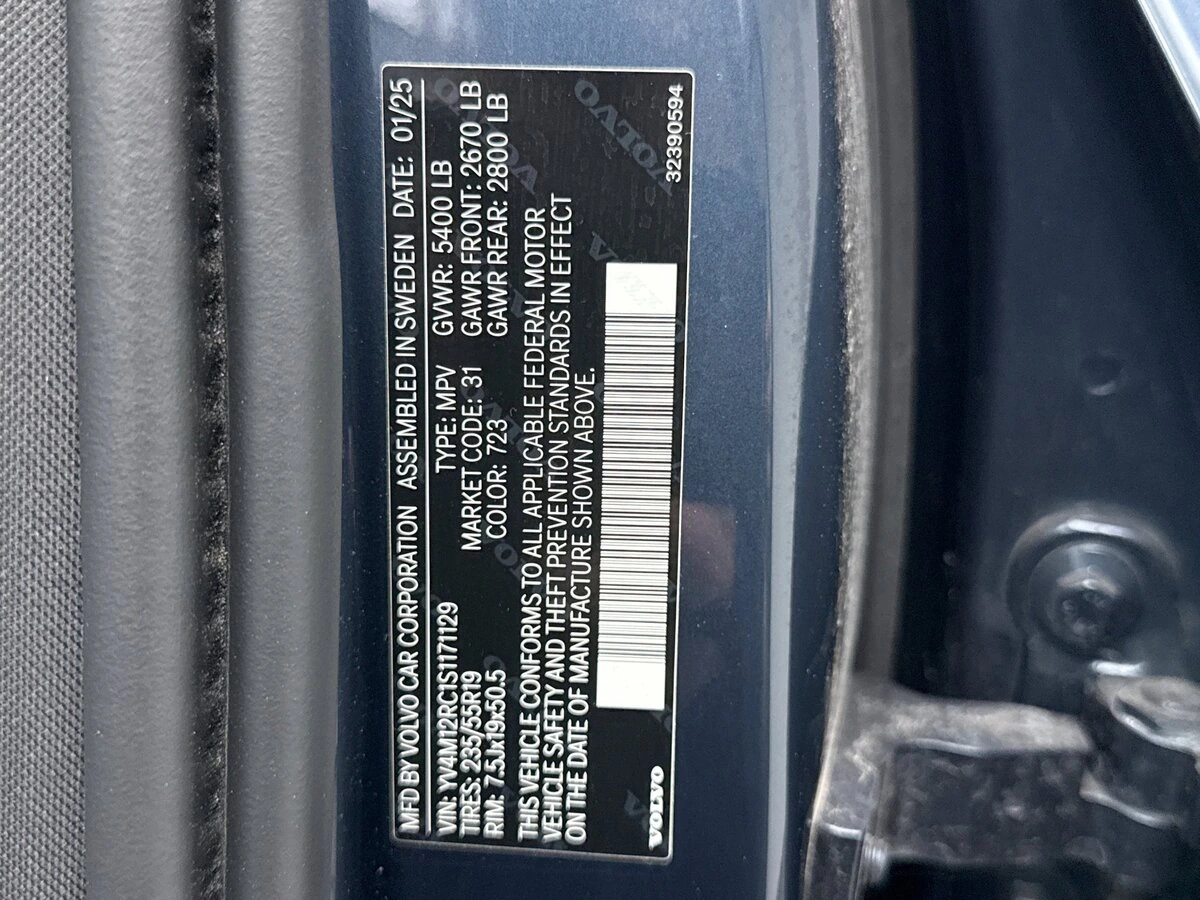 MFD BY VOLVO CAR CORPORATION ASSEMBLED IN SWEDEN DATE: 01/25
VIN: YV4M12RC1S1171129 TYPE: MPV GVWR: 5400 LB
TIRES: 235/55R19 MARKET CODE: 31 GAWR FRONT: 2670 LB
RIM: 7.5Jx19x50.5 COLOR: 723 GAWR REAR: 2800 LB
THIS VEHICLE CONFORMS TO ALL APPLICABLE FEDERAL MOTOR
VEHICLE SAFETY AND THEFT PREVENTION STANDARDS IN EFFECT
ON THE DATE OF MANUFACTURE SHOWN ABOVE.
VOLVO 32390594